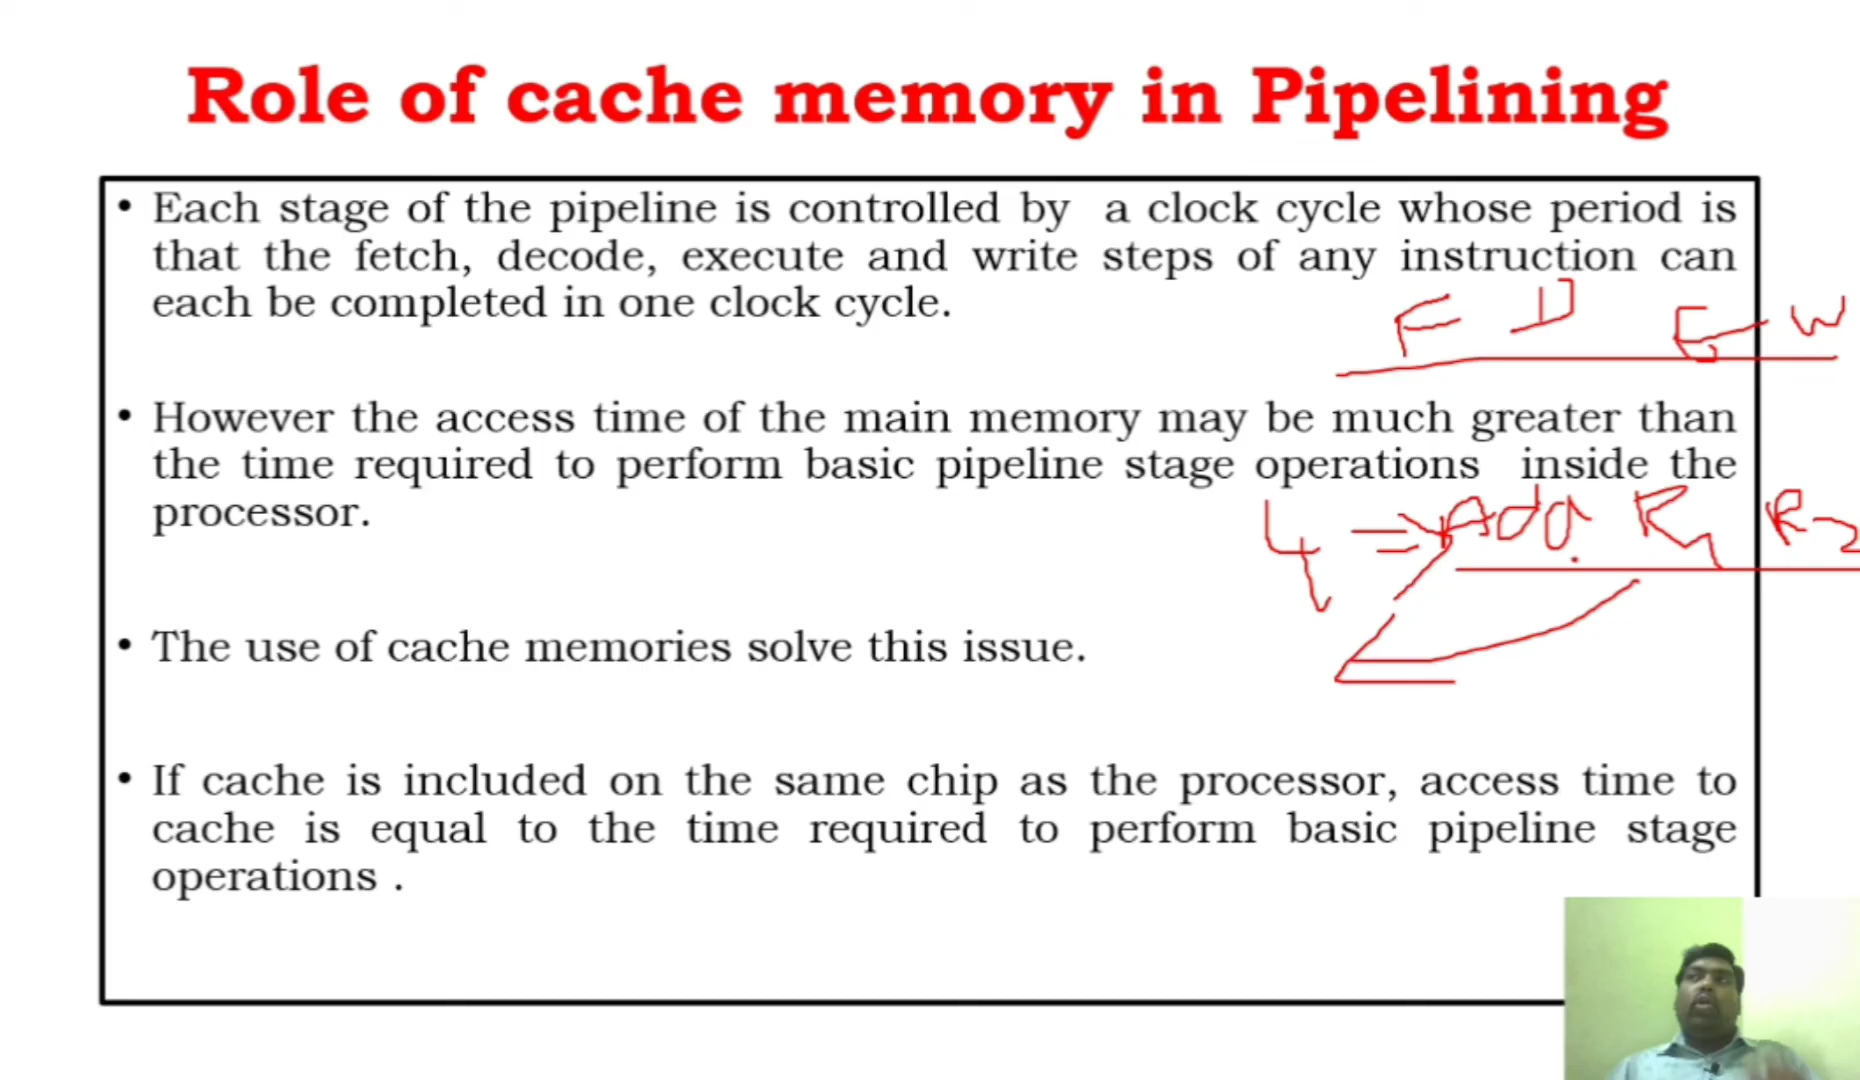 Role of cache memory in Pipelining
• Each stage of the pipeline is controlled by a clock cycle whose period is
that the fetch, decode, execute and write steps of any instruction can
each be completed in one clock cycle.
F D E W
• However the access time of the main memory may be much greater than
the time required to perform basic pipeline stage operations inside the
processor.
4 ⇒ Add R1 R2
• The use of cache memories solve this issue.
• If cache is included on the same chip as the processor, access time to
cache is equal to the time required to perform basic pipeline stage
operations .